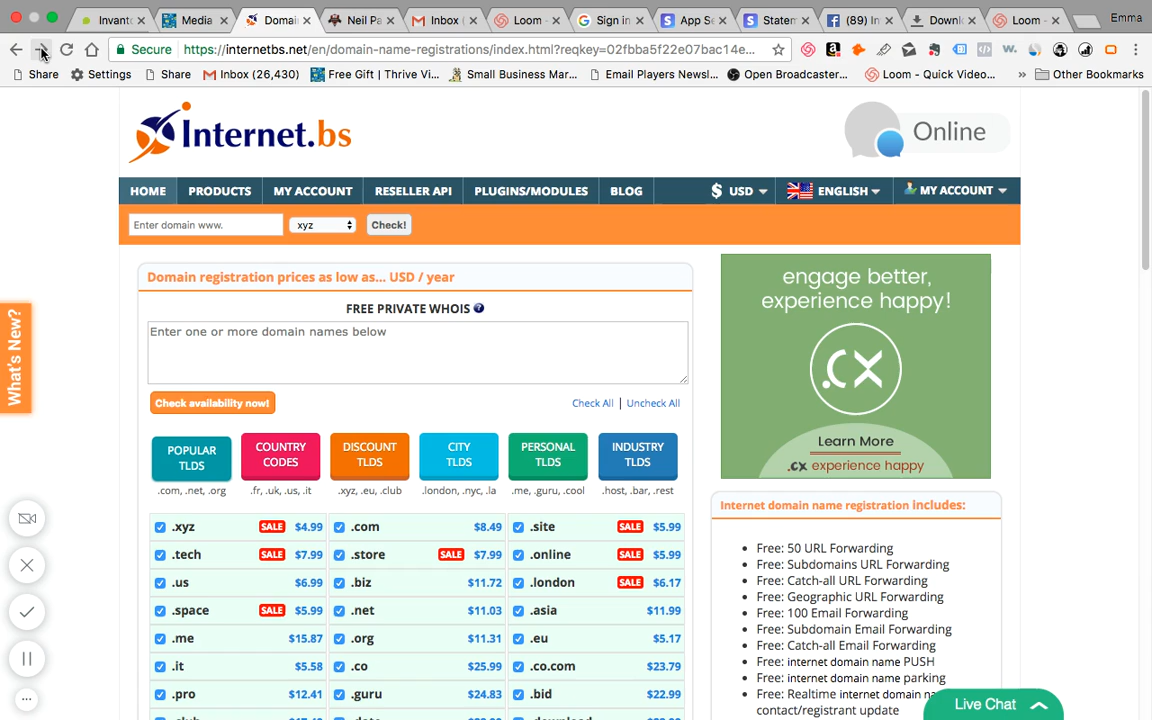 Invant
Media
Domai
Neil Pa
Inbox (
Loom -
Sign in
App Se
Statem
(89) In
Downlo
Loom -
Emma
Secure
https://internetbs.net/en/domain-name-registrations/index.html?reqkey=02fbba5f22e07bac14e...
Share
Settings
Share
Inbox (26,430)
Free Gift | Thrive Vi...
Small Business Mar...
Email Players Newsl...
Open Broadcaster...
Loom - Quick Video...
»
Other Bookmarks
Internet.bs
Online
HOME
PRODUCTS
MY ACCOUNT
RESELLER API
PLUGINS/MODULES
BLOG
$ USD
ENGLISH
MY ACCOUNT
Enter domain www.
xyz
Check!
Domain registration prices as low as... USD / year
FREE PRIVATE WHOIS ?
Enter one or more domain names below
Check availability now!
Check All | Uncheck All
POPULAR
TLDS
.com, .net, .org
COUNTRY
CODES
.fr, .uk, .us, .it
DISCOUNT
TLDS
.xyz, .eu, .club
CITY
TLDS
.london, .nyc, .la
PERSONAL
TLDS
.me, .guru, .cool
INDUSTRY
TLDS
.host, .bar, .rest
.xyz SALE $4.99 .com $8.49 .site SALE $5.99
.tech SALE $7.99 .store SALE $7.99 .online SALE $5.99
.us $6.99 .biz $11.72 .london SALE $6.17
.space SALE $5.99 .net $11.03 .asia $11.99
.me $15.87 .org $11.31 .eu $5.17
.it $5.58 .co $25.99 .co.com $23.79
.pro $12.41 .guru $24.83 .bid $22.99
engage better,
experience happy!
.cx
Learn More
.cx experience happy
Internet domain name registration includes:
Free: 50 URL Forwarding
Free: Subdomains URL Forwarding
Free: Catch-all URL Forwarding
Free: Geographic URL Forwarding
Free: 100 Email Forwarding
Free: Subdomain Email Forwarding
Free: Catch-all Email Forwarding
Free: internet domain name PUSH
Free: internet domain name parking
Free: Realtime internet domain na
contact/registrant update
What's New?
Live Chat